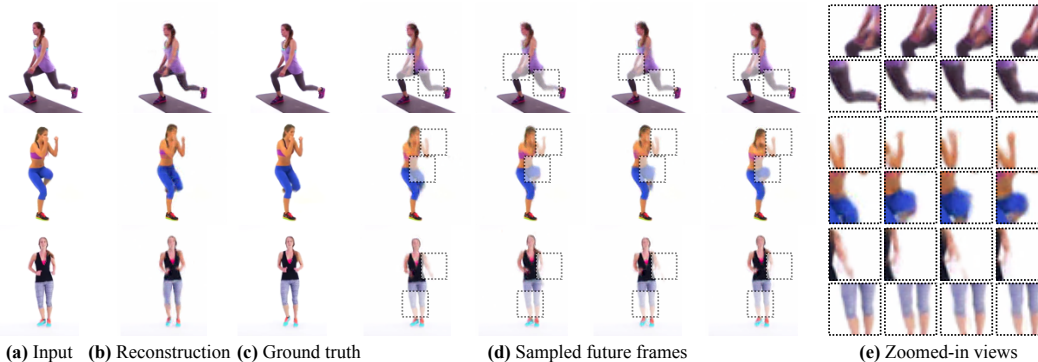 (a) Input (b) Reconstruction (c) Ground truth (d) Sampled future frames (e) Zoomed-in views